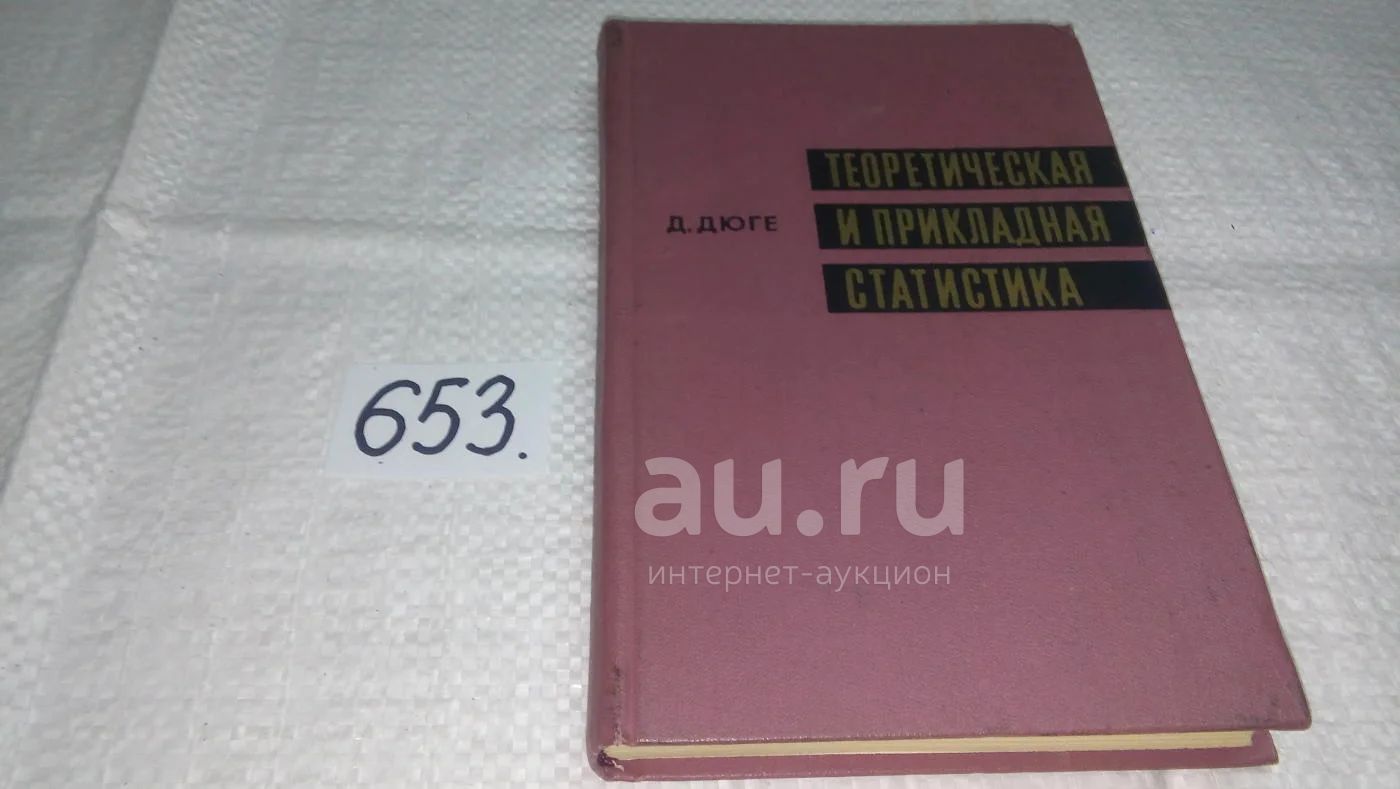 ТЕОРЕТИЧЕСКАЯ
Д. ДЮГЕ
И ПРИКЛАДНАЯ
СТАТИСТИКА
653.
au.ru
интернет-аукцион